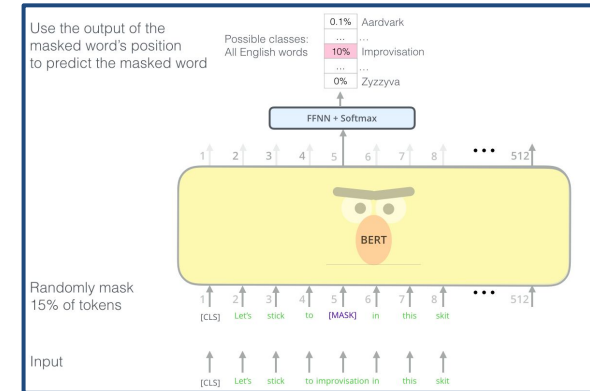 Use the output of the
masked word's position
to predict the masked word
Possible classes:
All English words
0.1% Aardvark
... ...
10% Improvisation
... ...
0% Zyzzyva
FFNN + Softmax
1 2 3 4 5 6 7 8 ... 512
BERT
Randomly mask
15% of tokens
1 2 3 4 5 6 7 8 ... 512
[CLS] Let's stick to [MASK] in this skit
Input
[CLS] Let's stick to improvisation in this skit